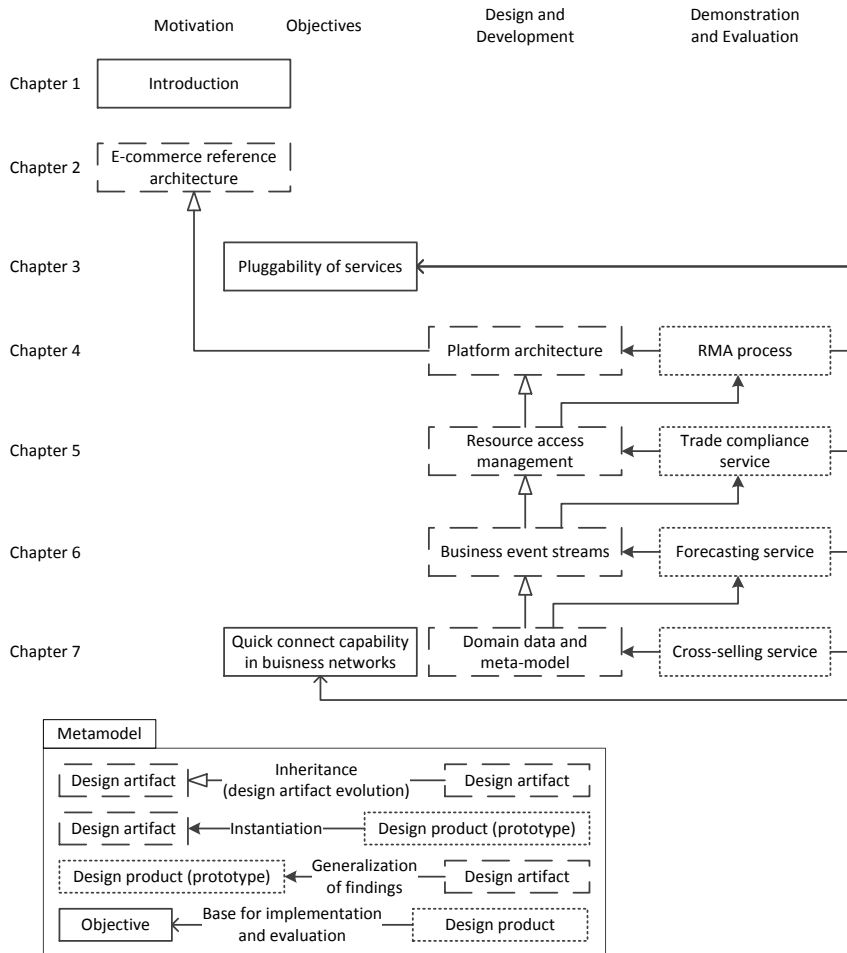 Motivation
Objectives
Design and
Development
Demonstration
and Evaluation
Chapter 1
Introduction
Chapter 2
E-commerce reference
architecture
Chapter 3
Pluggability of services
Chapter 4
Platform architecture
RMA process
Chapter 5
Resource access
management
Trade compliance
service
Chapter 6
Business event streams
Forecasting service
Chapter 7
Quick connect capability
in buisness networks
Domain data and
meta-model
Cross-selling service
Metamodel
Design artifact
Inheritance
(design artifact evolution)
Design artifact
Design artifact
Instantiation
Design product (prototype)
Design product (prototype)
Generalization
of findings
Design artifact
Objective
Base for implementation
and evaluation
Design product